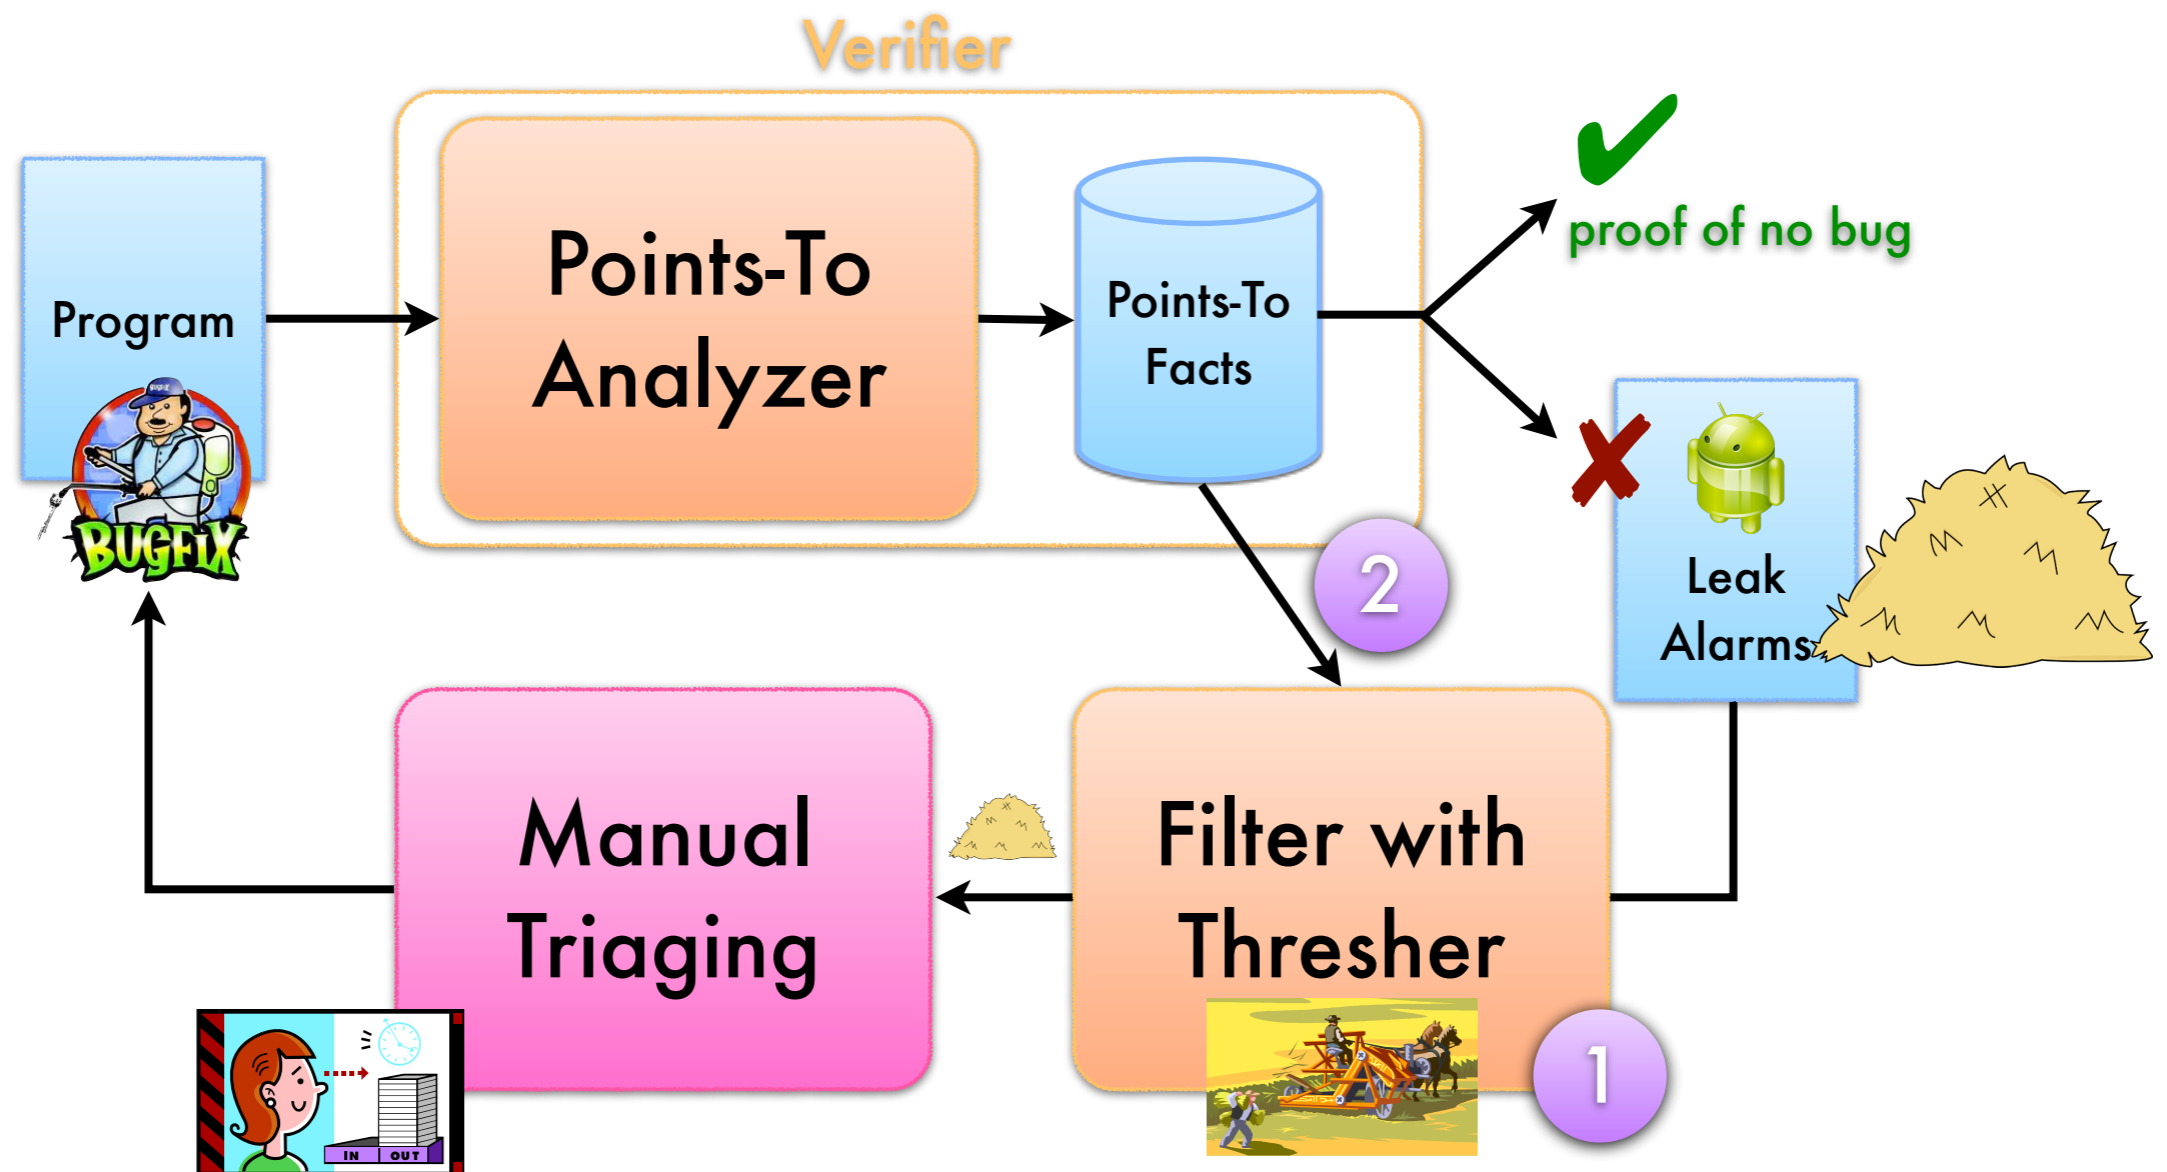 Verifier
Program
BUGFIX
BUGFIX
Points-To
Analyzer
Points-To
Facts
proof of no bug
Leak
Alarms
2
Manual
Triaging
Filter with
Thresher
1
IN OUT